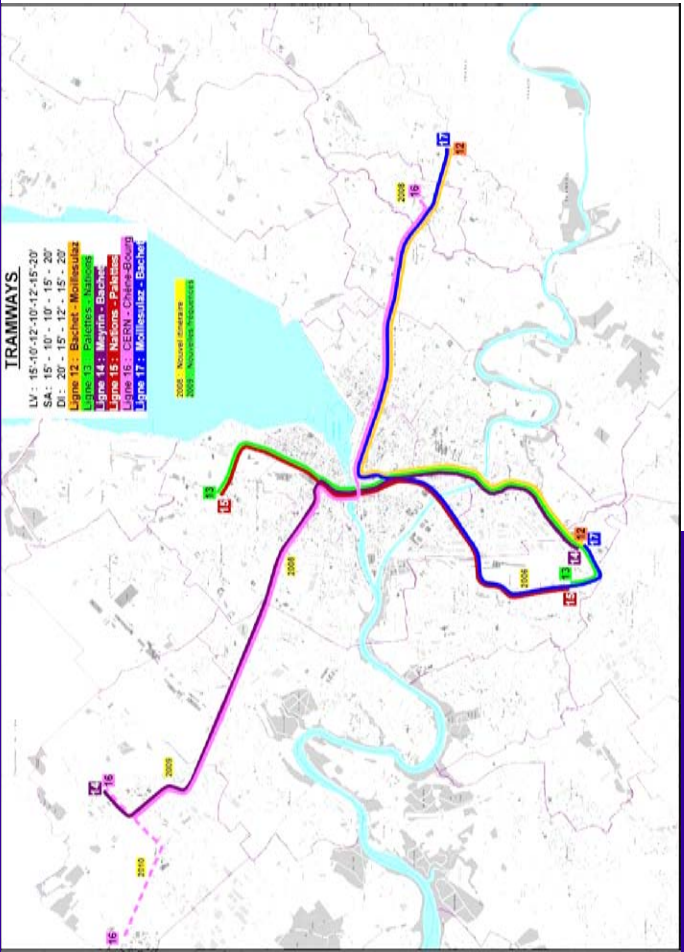 TRAMWAYS
LV : 15'-10'-12'-10'-12'-15'-20'
SA : 15' - 10' - 10' - 15' - 20'
DI : 20' - 15' - 12' - 15' - 20'
Ligne 12 : Bachet - Moillesulaz
Ligne 13 : Palettes - Nations
Ligne 14 : Meyrin - Bachet
Ligne 15 : Nations - Palettes
Ligne 16 : CERN - Chêne-Bourg
Ligne 17 : Moillesulaz - Bachet
2008 : Nouvel itinéraire
2009 : Nouvelles fréquences
17
12
2008
16
13
15
2008
14
16
2009
2010
16
2006
12
17
14
13
15